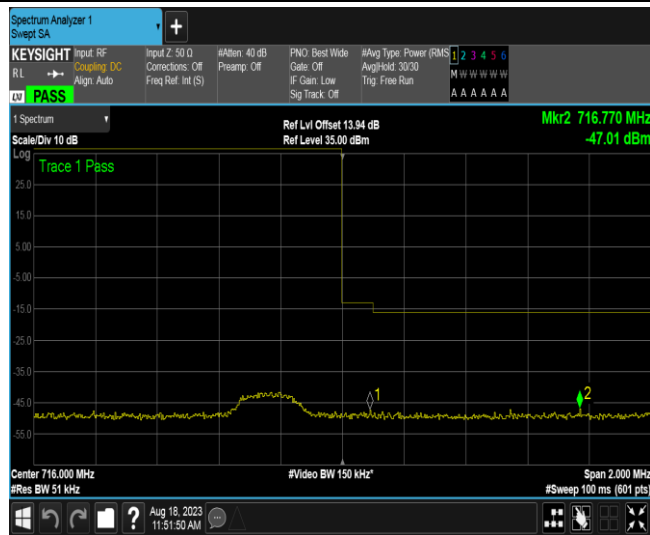 Spectrum Analyzer 1
Swept SA
+
KEYSIGHT Input: RF Input Z: 50 Ω #Atten: 40 dB PNO: Best Wide #Avg Type: Power (RMS 1 2 3 4 5 6
RL Coupling: DC Corrections: Off Preamp: Off Gate: Off Avg|Hold: 30/30 M W W W W W
Align: Auto Freq Ref: Int (S) IF Gain: Low Trig: Free Run
LXI PASS Sig Track: Off A A A A A A
1 Spectrum Ref Lvl Offset 13.94 dB Mkr2 716.770 MHz
Scale/Div 10 dB Ref Level 35.00 dBm -47.01 dBm
Log
Trace 1 Pass
25.0
15.0
5.00
-5.00
-15.0
-25.0
-35.0
-45.0
1 2
-55.0
Center 716.000 MHz #Video BW 150 kHz* Span 2.000 MHz
#Res BW 51 kHz #Sweep 100 ms (601 pts)
? Aug 18, 2023
11:51:50 AM